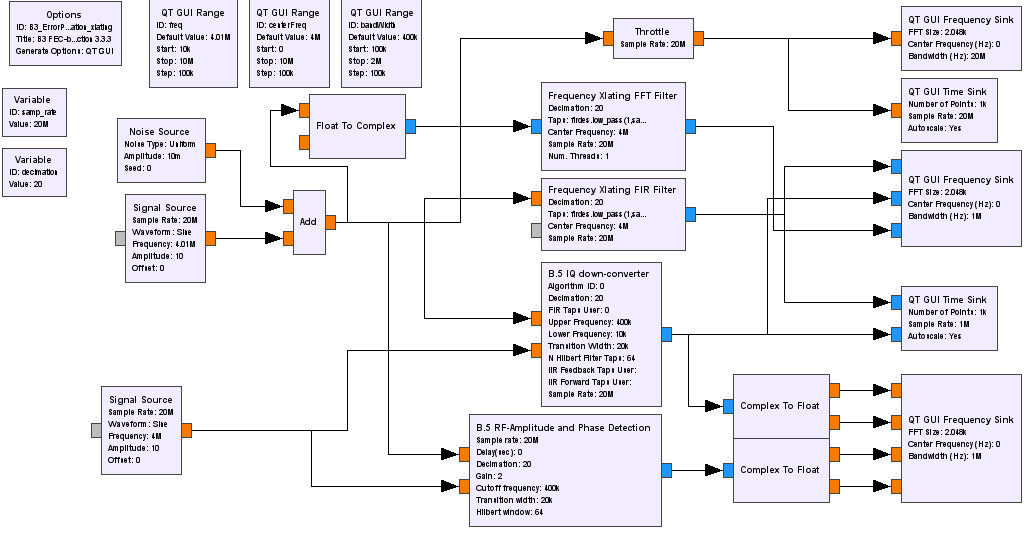 Options
ID: B3_ErrorP...ation_xlating
Title: B3 FEC-b...ction 3.3.3
Generate Options: QT GUI
QT GUI Range
ID: freq
Default Value: 4.01M
Start: 10k
Stop: 10M
Step: 100k
QT GUI Range
ID: centerFreq
Default Value: 4M
Start: 0
Stop: 10M
Step: 100k
QT GUI Range
ID: bandWidth
Default Value: 400k
Start: 100k
Stop: 2M
Step: 100k
Throttle
Sample Rate: 20M
QT GUI Frequency Sink
FFT Size: 2.048k
Center Frequency (Hz): 0
Bandwidth (Hz): 20M
Variable
ID: samp_rate
Value: 20M
Variable
ID: decimation
Value: 20
Noise Source
Noise Type: Uniform
Amplitude: 10m
Seed: 0
Float To Complex
Frequency Xlating FFT Filter
Decimation: 20
Taps: firdes.low_pass(1,sa...
Center Frequency: 4M
Sample Rate: 20M
Num. Threads: 1
QT GUI Time Sink
Number of Points: 1k
Sample Rate: 20M
Autoscale: Yes
Signal Source
Sample Rate: 20M
Waveform: Sine
Frequency: 4.01M
Amplitude: 10
Offset: 0
Add
Frequency Xlating FIR Filter
Decimation: 20
Taps: firdes.low_pass(1,sa...
Center Frequency: 4M
Sample Rate: 20M
QT GUI Frequency Sink
FFT Size: 2.048k
Center Frequency (Hz): 0
Bandwidth (Hz): 1M
B.5 IQ down-converter
Algorithm ID: 0
Decimation: 20
FIR Taps User: 0
Upper Frequency: 400k
Lower Frequency: 10k
Transition Width: 20k
N Hilbert Filter Taps: 64
IIR Feedback Taps User:
IIR Forward Taps User:
Sample Rate: 20M
QT GUI Time Sink
Number of Points: 1k
Sample Rate: 1M
Autoscale: Yes
Signal Source
Sample Rate: 20M
Waveform: Sine
Frequency: 4M
Amplitude: 10
Offset: 0
B.5 RF-Amplitude and Phase Detection
Sample rate: 20M
Delay(sec): 0
Decimation: 20
Gain: 2
Cutoff frequency: 400k
Transition width: 20k
Hilbert window: 64
Complex To Float
Complex To Float
QT GUI Frequency Sink
FFT Size: 2.048k
Center Frequency (Hz): 0
Bandwidth (Hz): 1M